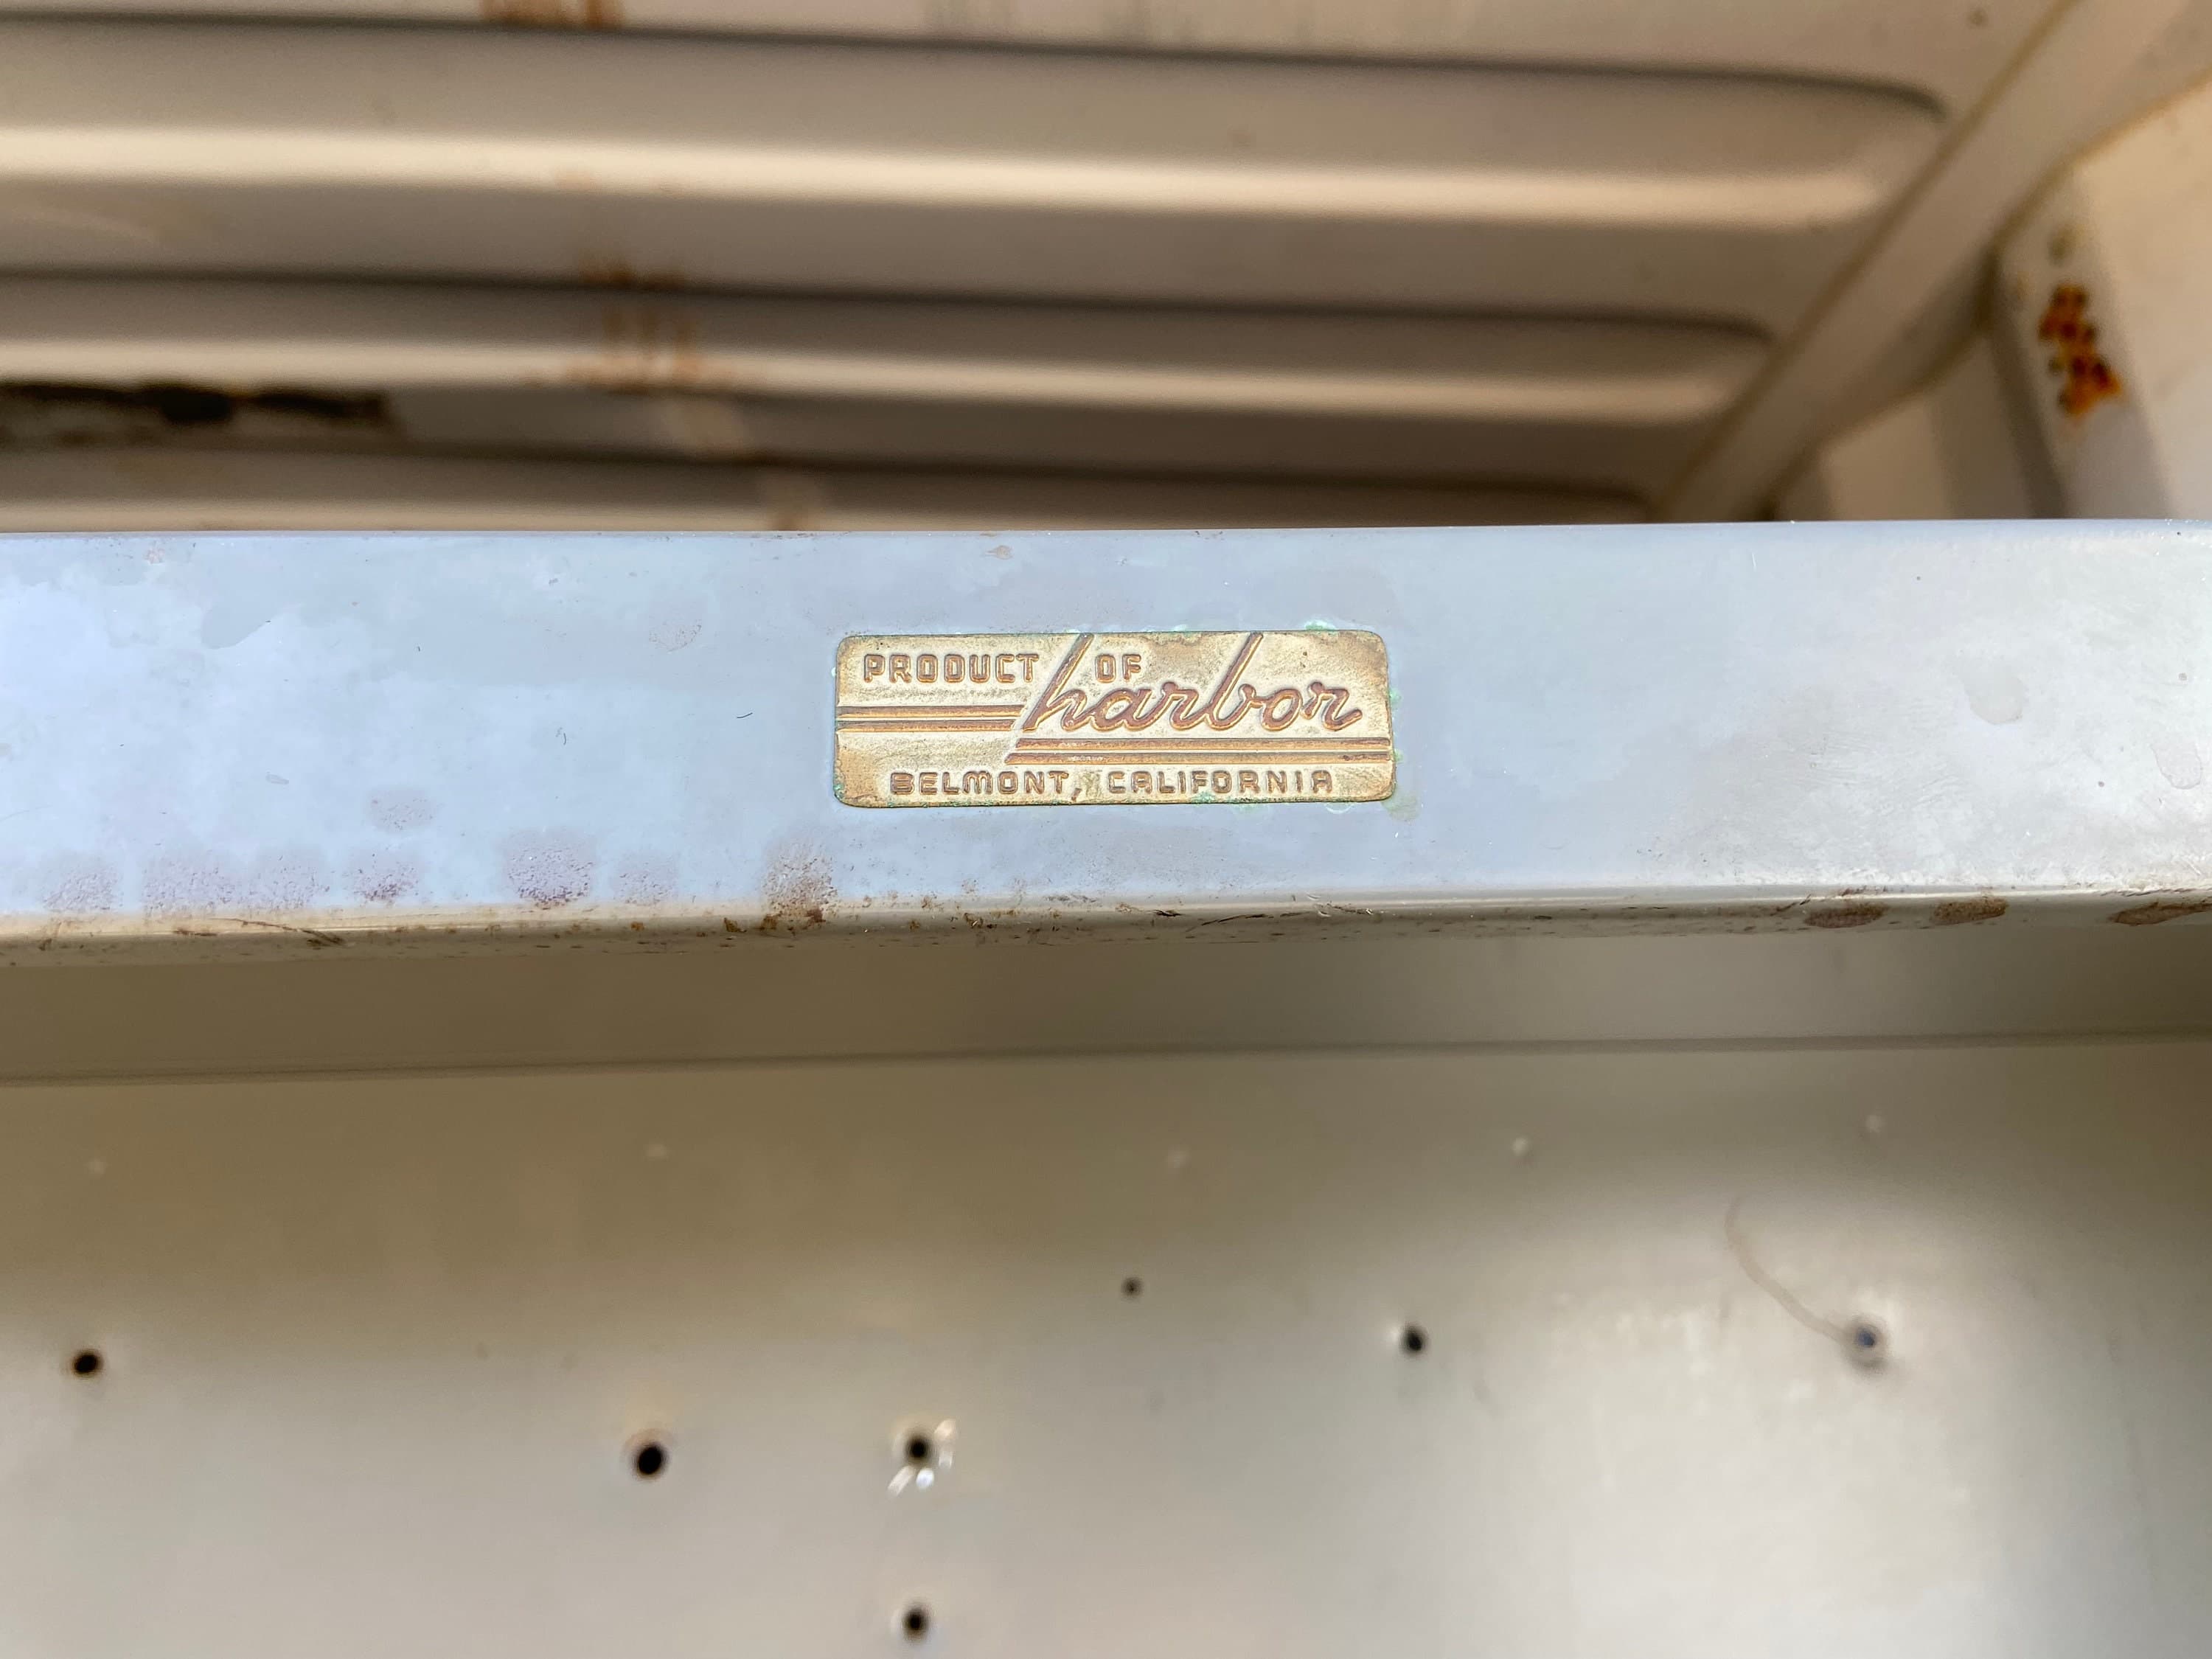 PRODUCT OF
harbor
BELMONT, CALIFORNIA